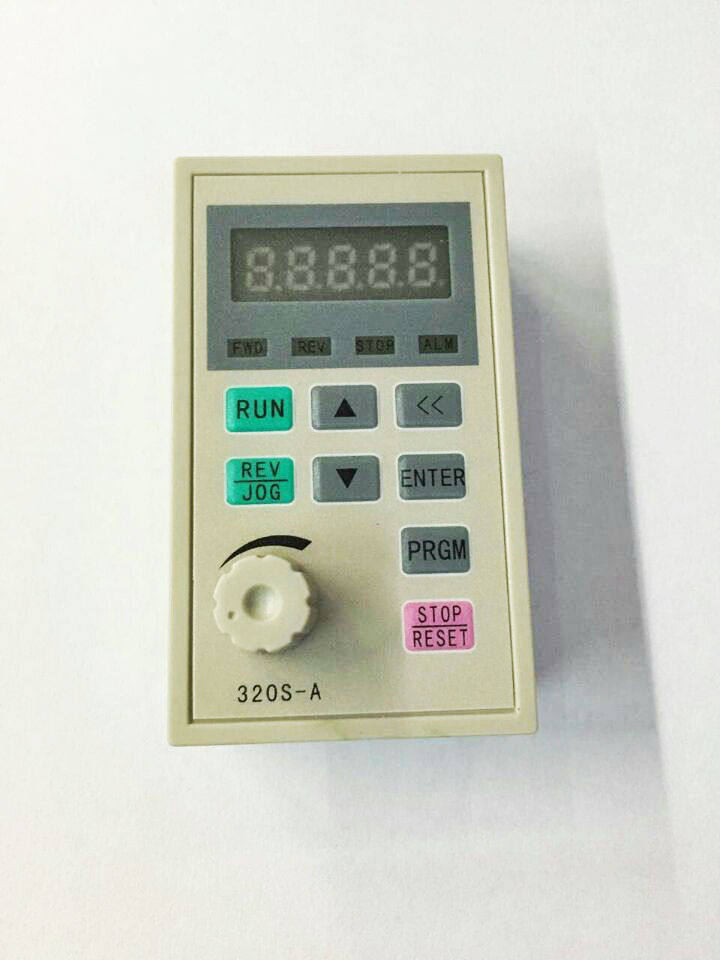 8.8.8.8.8.
FWD REV STOP ALM
RUN ▲ <<
REV
JOG
▼ ENTER
PRGM
STOP
RESET
320S-A